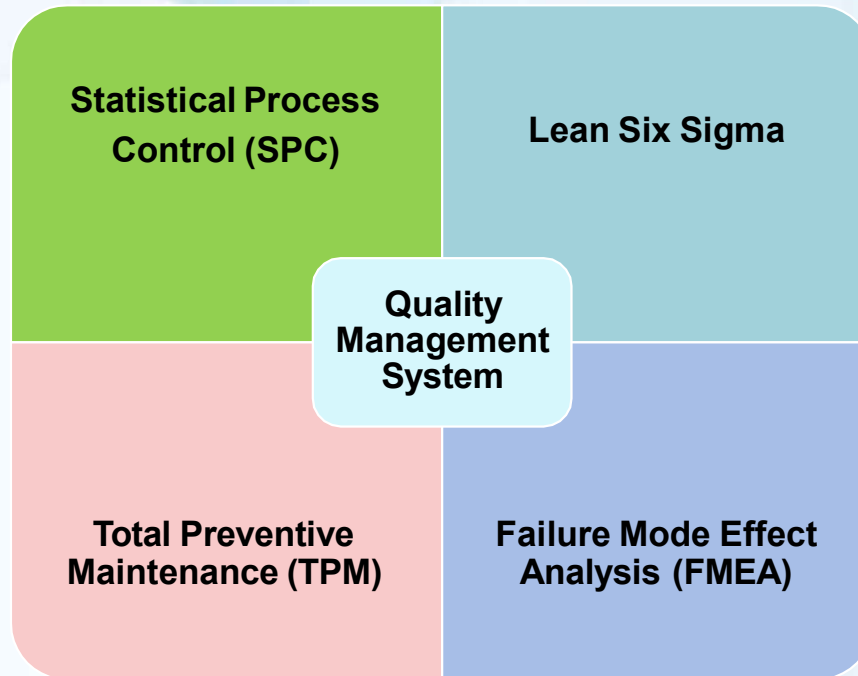 Statistical Process
Control (SPC)
Lean Six Sigma
Quality
Management
System
Total Preventive
Maintenance (TPM)
Failure Mode Effect
Analysis (FMEA)